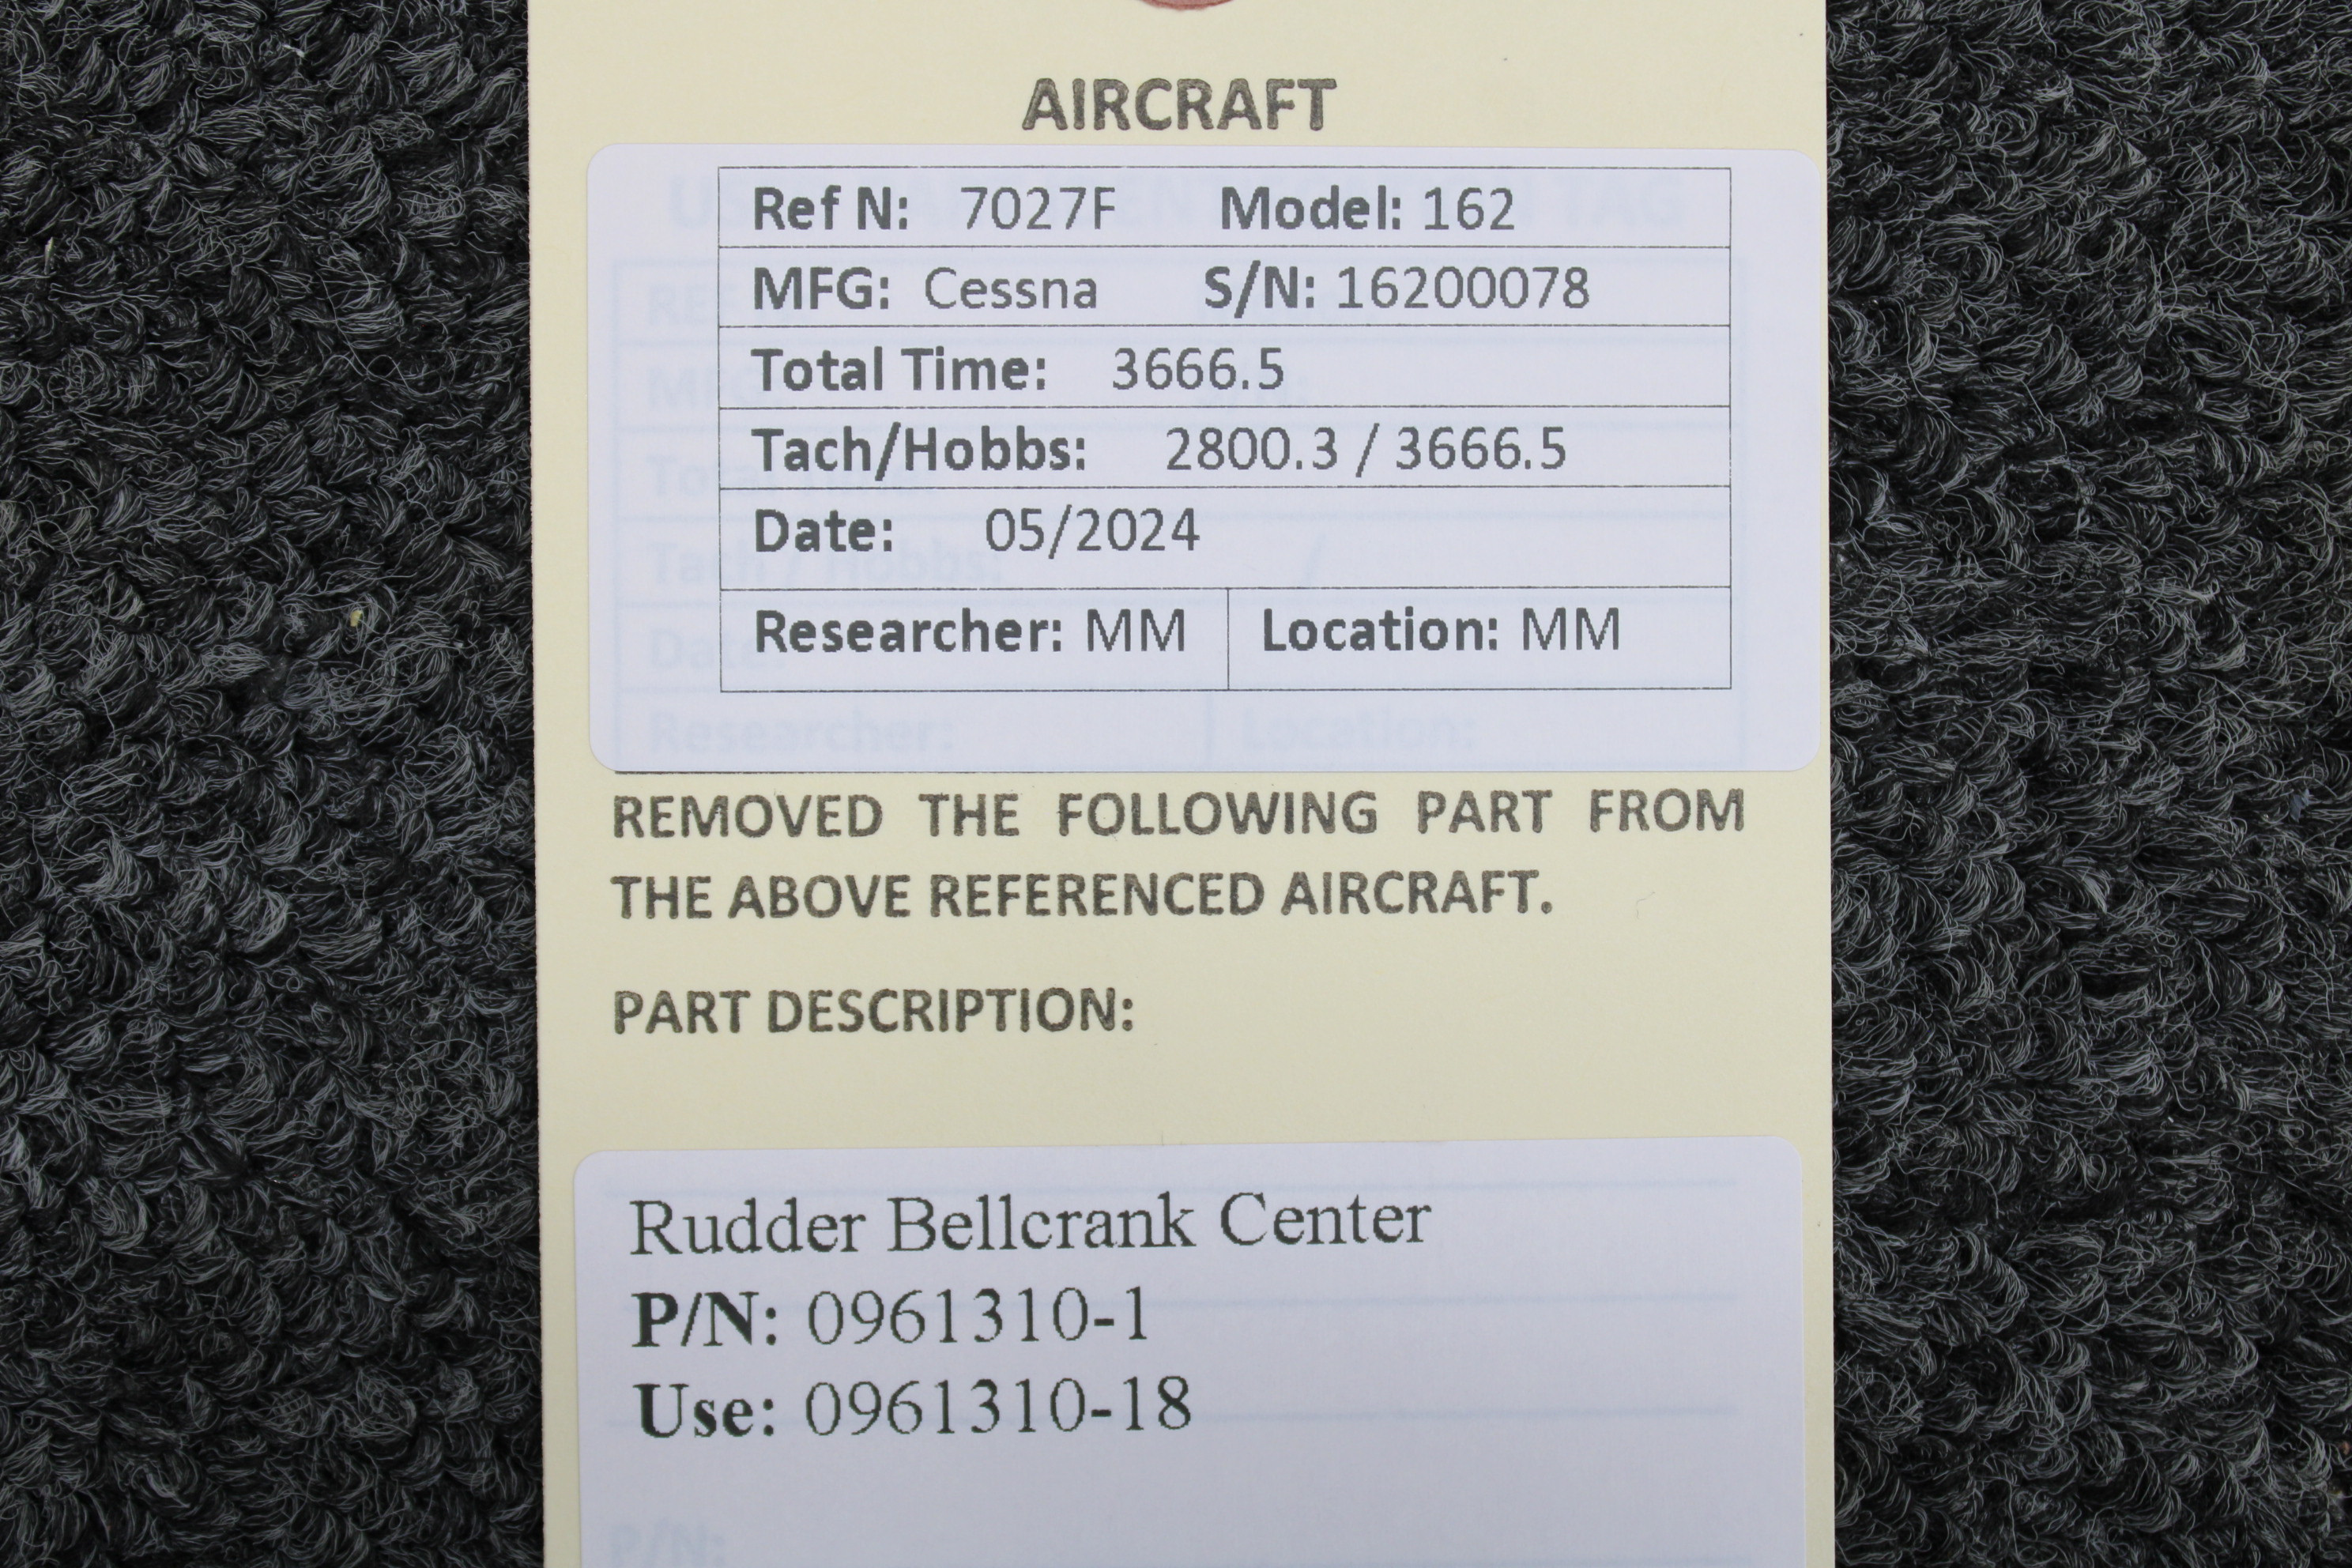 AIRCRAFT
Ref N: 7027F Model: 162
MFG: Cessna S/N: 16200078
Total Time: 3666.5
Tach/Hobbs: 2800.3 / 3666.5
Date: 05/2024
Researcher: MM Location: MM
Researcher: Location:
REMOVED THE FOLLOWING PART FROM
THE ABOVE REFERENCED AIRCRAFT.
PART DESCRIPTION:
Rudder Bellcrank Center
P/N: 0961310-1
Use: 0961310-18
P/N: